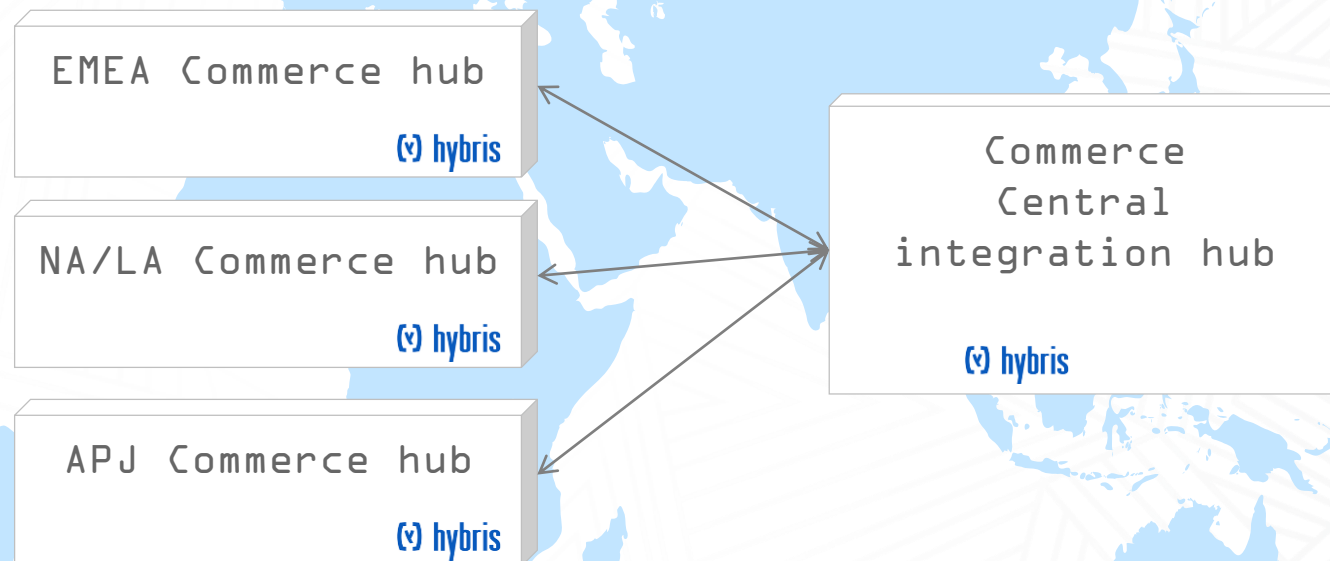 EMEA Commerce hub
(v) hybris
NA/LA Commerce hub
(v) hybris
APJ Commerce hub
(v) hybris
Commerce
Central
integration hub
(v) hybris